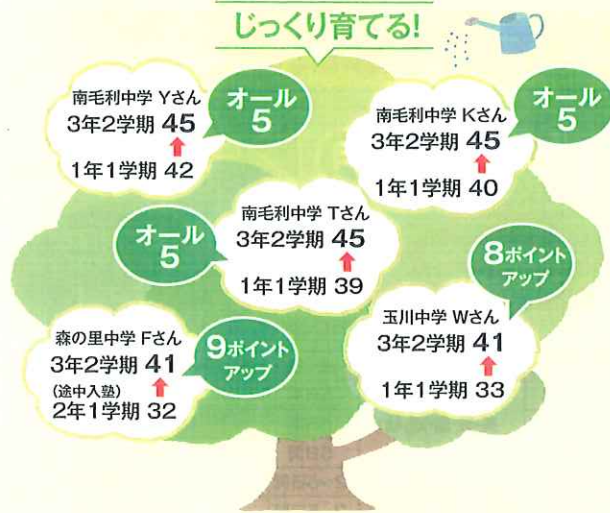 じっくり育てる!
南毛利中学 Yさん
3年2学期 45
1年1学期 42
オール
5
南毛利中学 Kさん
3年2学期 45
1年1学期 40
オール
5
南毛利中学 Tさん
3年2学期 45
1年1学期 39
オール
5
玉川中学 Wさん
3年2学期 41
1年1学期 33
8ポイント
アップ
森の里中学 Fさん
3年2学期 41
(途中入塾)
2年1学期 32
9ポイント
アップ